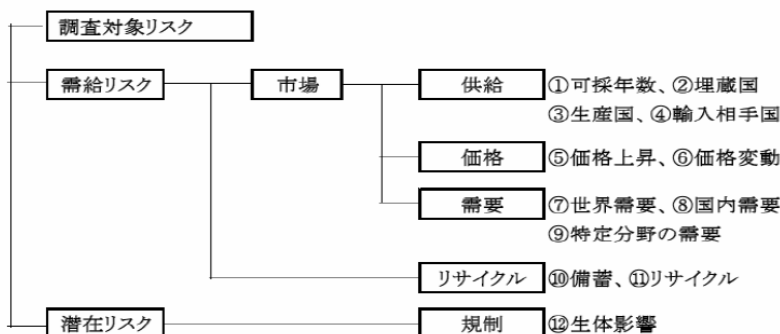 調査対象リスク
需給リスク 市場 供給 ①可採年数、②埋蔵国
③生産国、④輸入相手国
価格 ⑤価格上昇、⑥価格変動
需要 ⑦世界需要、⑧国内需要
⑨特定分野の需要
リサイクル ⑩備蓄、⑪リサイクル
潜在リスク 規制 ⑫生体影響